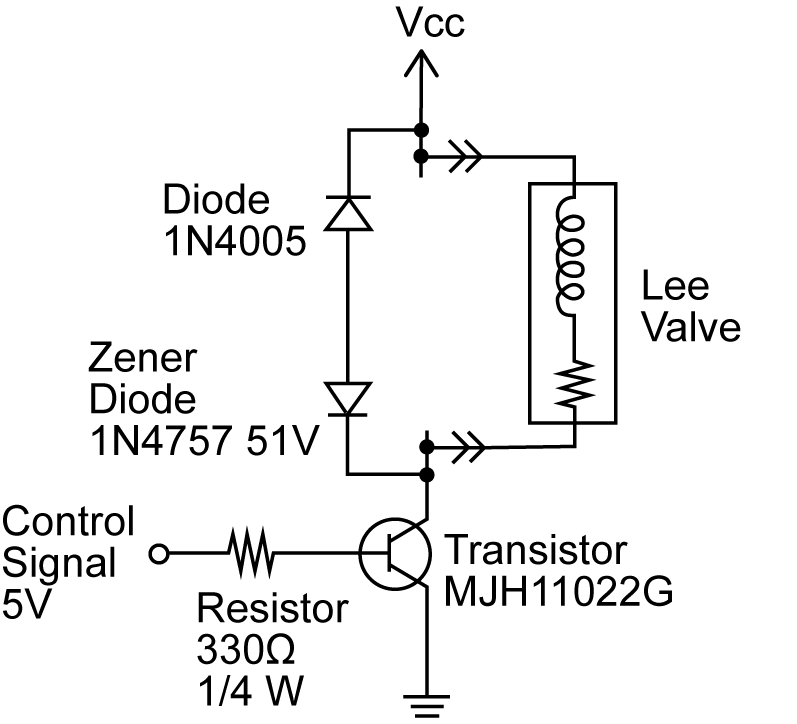 Vcc
Diode
1N4005
Lee
Valve
Zener
Diode
1N4757 51V
Control
Signal
5V
Transistor
MJH11022G
Resistor
330Ω
1/4 W